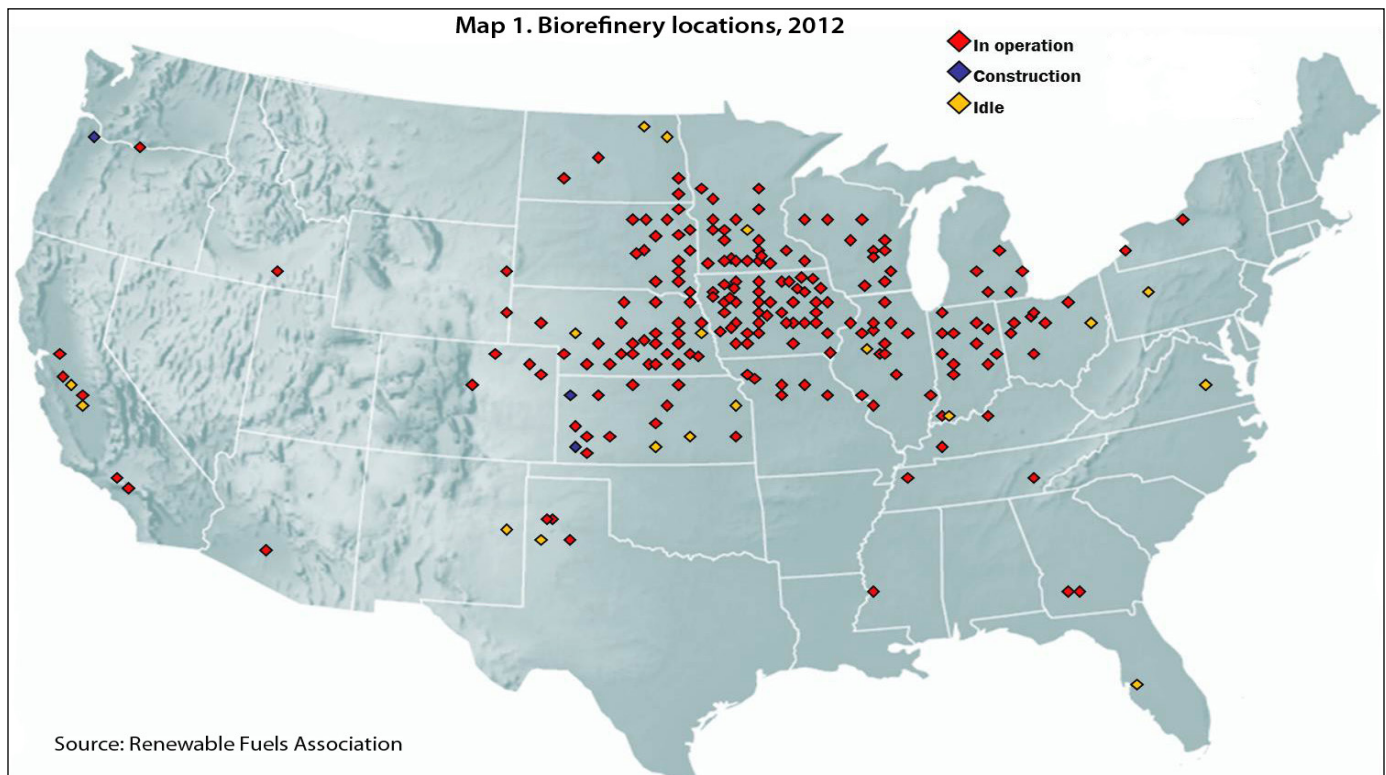 Map 1. Biorefinery locations, 2012
In operation
Construction
Idle
Source: Renewable Fuels Association